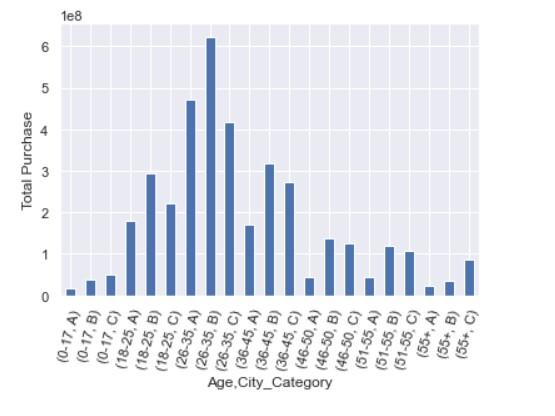 1e8
6
5
4
3
2
1
0
Total Purchase
(0-17, A)
(0-17, B)
(0-17, C)
(18-25, A)
(18-25, B)
(18-25, C)
(26-35, A)
(26-35, B)
(26-35, C)
(36-45, A)
(36-45, B)
(36-45, C)
(46-50, A)
(46-50, B)
(46-50, C)
(51-55, A)
(51-55, B)
(51-55, C)
(55+, A)
(55+, B)
(55+, C)
Age,City_Category